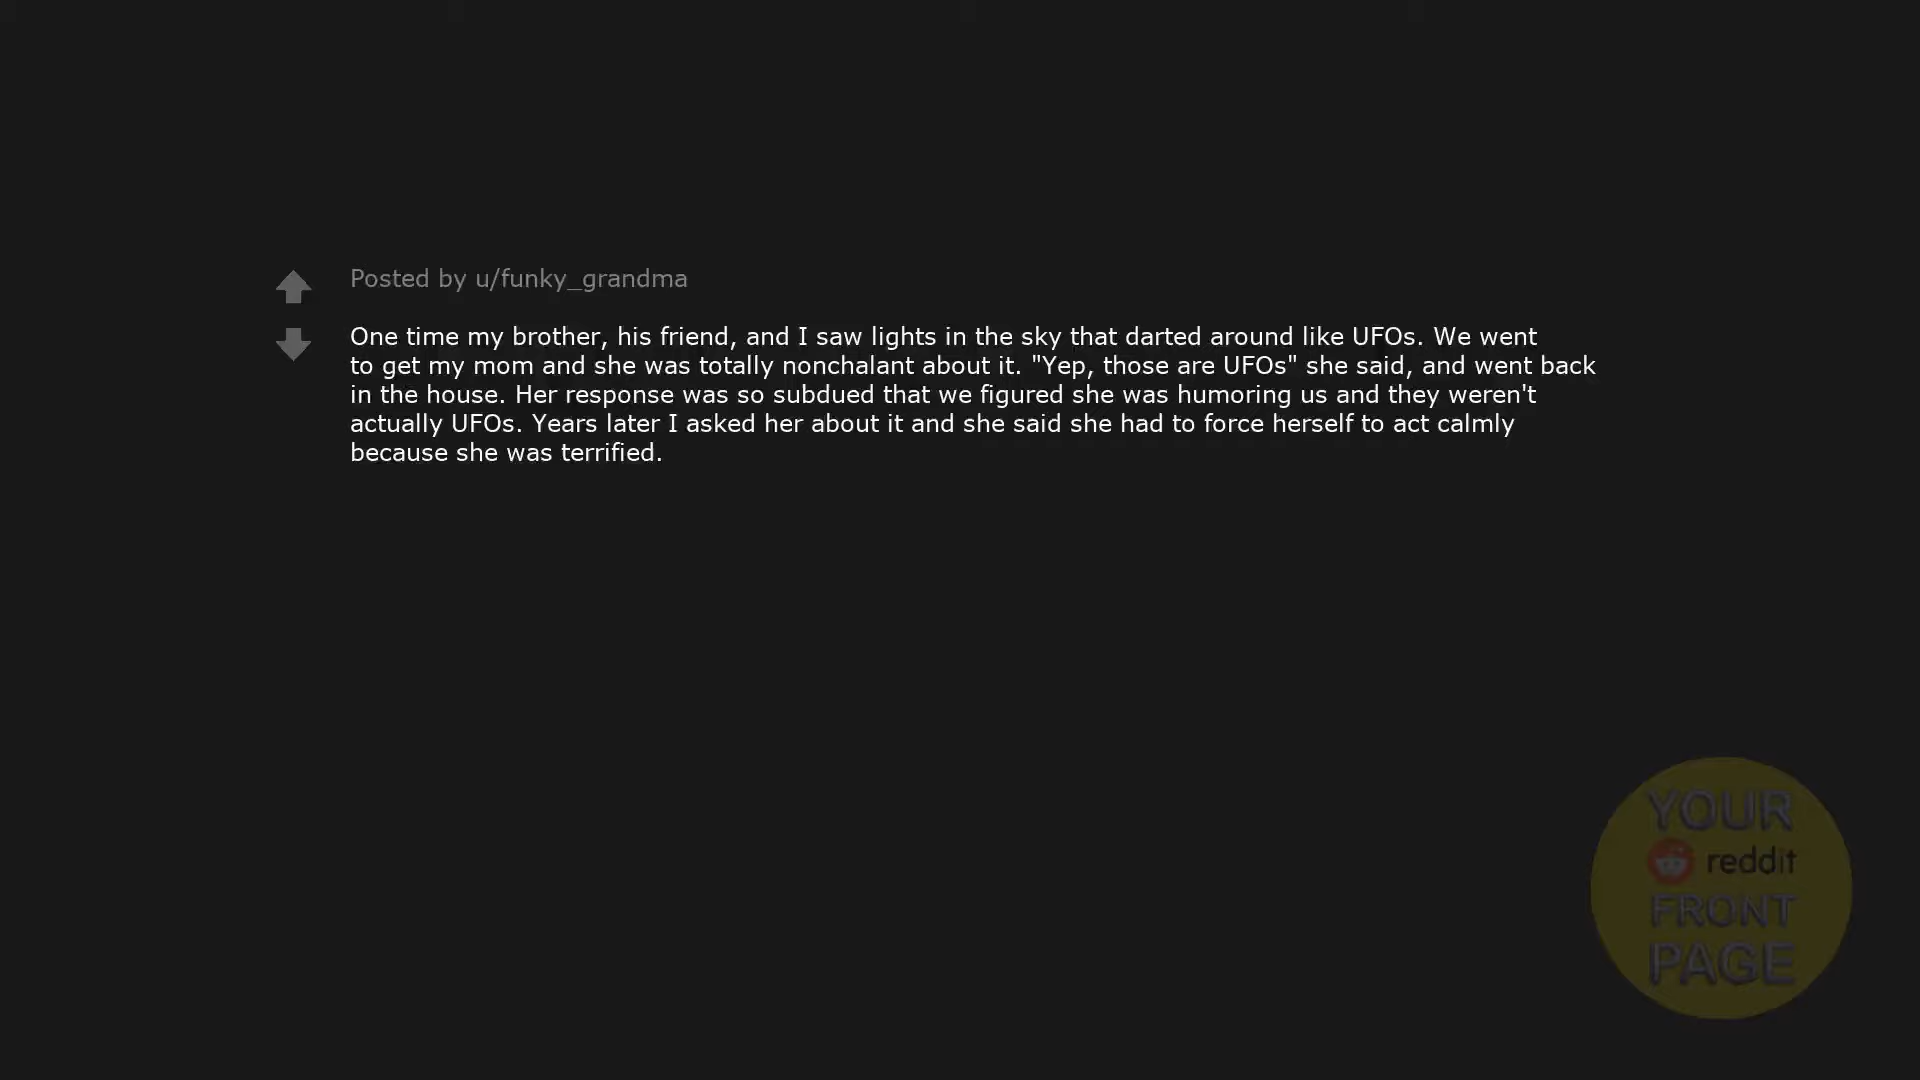 Posted by u/funky_grandma
One time my brother, his friend, and I saw lights in the sky that darted around like UFOs. We went
to get my mom and she was totally nonchalant about it. "Yep, those are UFOs" she said, and went back
in the house. Her response was so subdued that we figured she was humoring us and they weren't
actually UFOs. Years later I asked her about it and she said she had to force herself to act calmly
because she was terrified.
YOUR
reddit
FRONT
PAGE